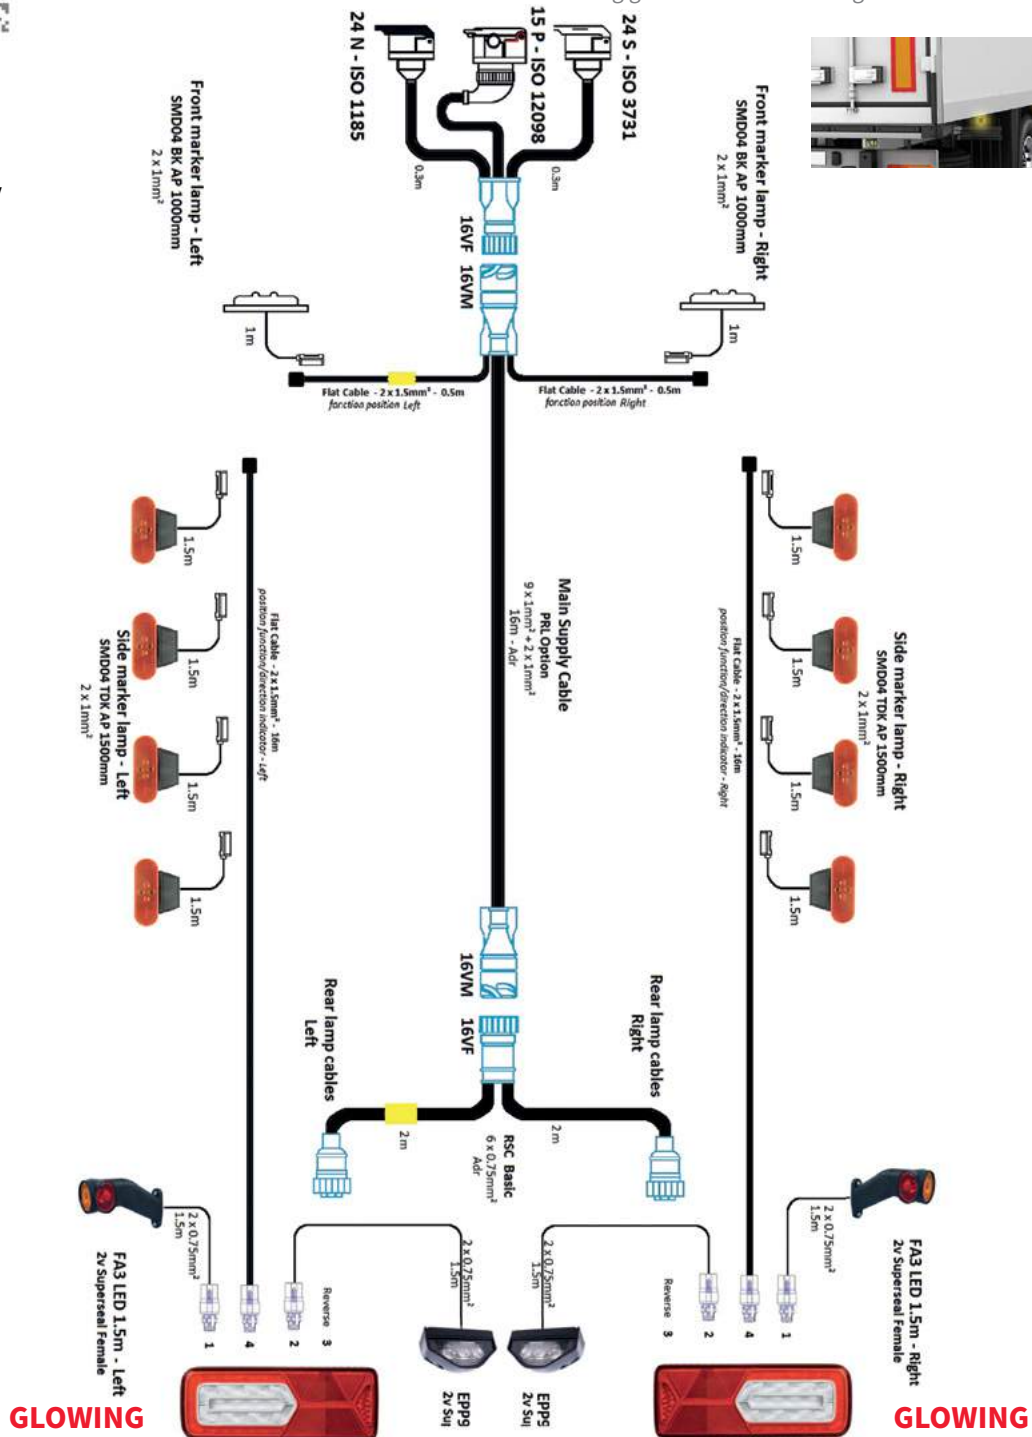 24 N - ISO 1185
15 P - ISO 12098
24 S - ISO 3731
Front marker lamp - Left
SMD04 BK AP 1000mm
2 x 1mm²
Front marker lamp - Right
SMD04 BK AP 1000mm
2 x 1mm²
0.3m
0.3m
16VF
16VM
1m
1m
Flat Cable - 2 x 1.5mm² - 0.5m
fonction position Left
Flat Cable - 2 x 1.5mm² - 0.5m
fonction position Right
1.5m
1.5m
1.5m
1.5m
Flat Cable - 2 x 1.5mm² - 16m
position function/direction indicator - Left
Side marker lamp - Left
SMD04 TDK AP 1500mm
2 x 1mm²
Main Supply Cable
PRL Option
9 x 1mm² + 2 x 1mm²
16m - Adr
Flat Cable - 2 x 1.5mm² - 16m
position function/direction indicator - Right
1.5m
1.5m
1.5m
1.5m
Side marker lamp - Right
SMD04 TDK AP 1500mm
2 x 1mm²
16VM
16VF
Rear lamp cables
Left
Rear lamp cables
Right
2m
2m
RSC Basic
6 x 0.75mm²
Adr
2 x 0.75mm²
1.5m
2 x 0.75mm²
1.5m
2 x 0.75mm²
1.5m
2 x 0.75mm²
1.5m
FA3 LED 1.5m - Left
2v Superseal Female
1
4
2
Reverse 3
EPP9
2v Suj
EPP9
2v Suj
Reverse 3
2
4
1
FA3 LED 1.5m - Right
2v Superseal Female
GLOWING
GLOWING